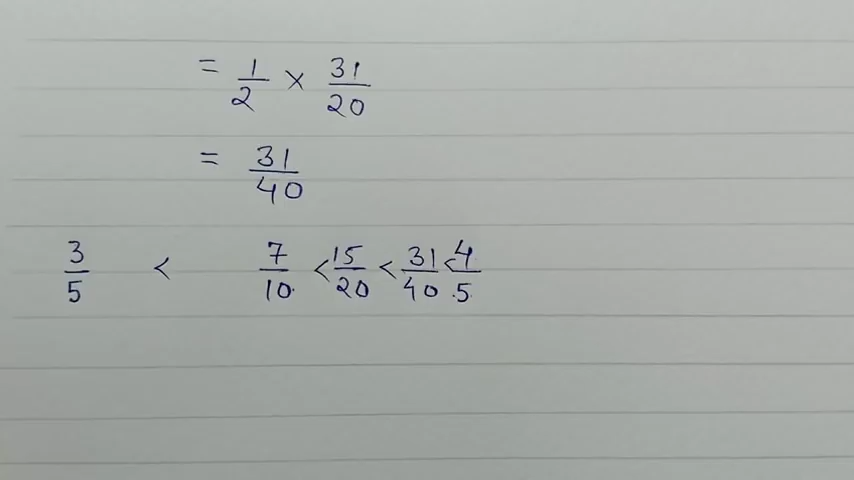 = 1/2 × 31/20
= 31/40
3/5 < 7/10 < 15/20 < 31/40 < 4/5